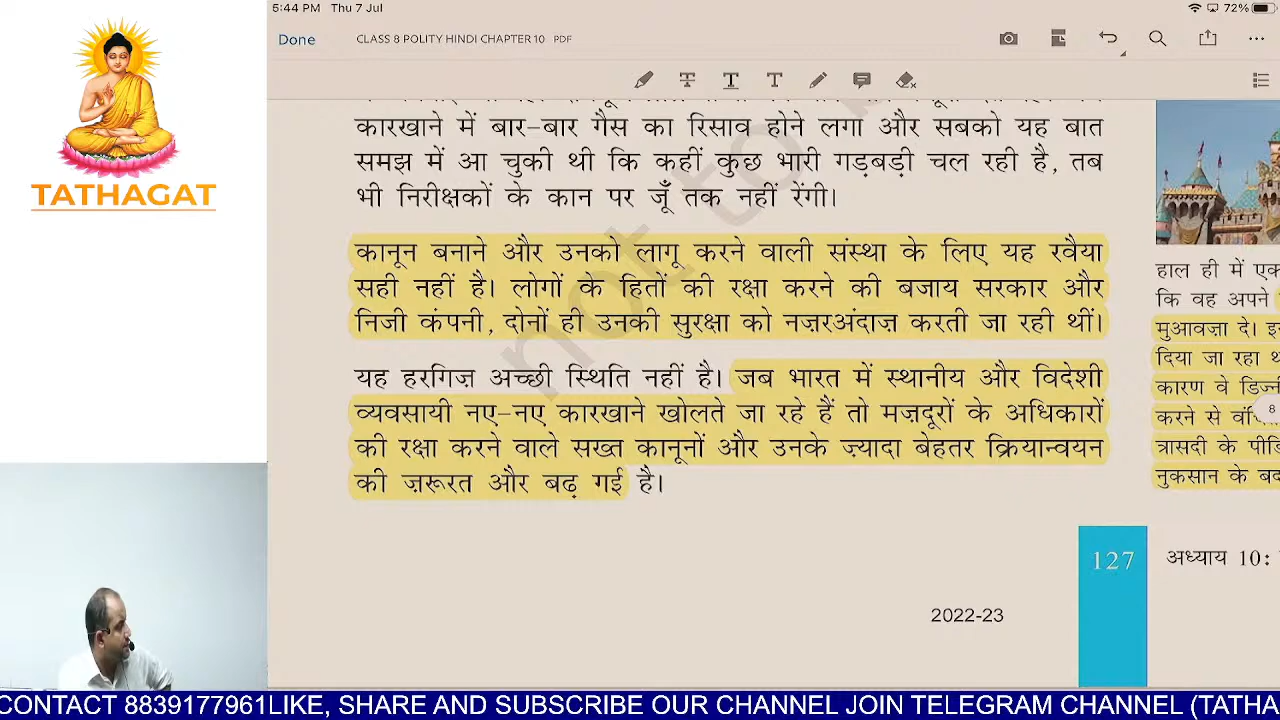 5:44 PM Thu 7 Jul
72%
Done
CLASS 8 POLITY HINDI CHAPTER 10 PDF
TATHAGAT
कारखाने में बार-बार गैस का रिसाव होने लगा और सबको यह बात
समझ में आ चुकी थी कि कहीं कुछ भारी गड़बड़ी चल रही है, तब
भी निरीक्षकों के कान पर जूँ तक नहीं रेंगी।
कानून बनाने और उनको लागू करने वाली संस्था के लिए यह रवैया
सही नहीं है। लोगों के हितों की रक्षा करने की बजाय सरकार और
निजी कंपनी, दोनों ही उनकी सुरक्षा को नज़रअंदाज़ करती जा रही थीं।
यह हरगिज़ अच्छी स्थिति नहीं है। जब भारत में स्थानीय और विदेशी
व्यवसायी नए-नए कारखाने खोलते जा रहे हैं तो मज़दूरों के अधिकारों
की रक्षा करने वाले सख्त कानूनों और उनके ज़्यादा बेहतर क्रियान्वयन
की ज़रूरत और बढ़ गई है।
not to
हाल ही में एक
कि वह अपने
मुआवज़ा दे। इ
दिया जा रहा
कारण वे डिज़्नी
करने से
त्रासदी के पीड़ि
नुकसान के बद
8
127
अध्याय 10:
2022-23
CONTACT 8839177961LIKE, SHARE AND SUBSCRIBE OUR CHANNEL JOIN TELEGRAM CHANNEL (TATHA